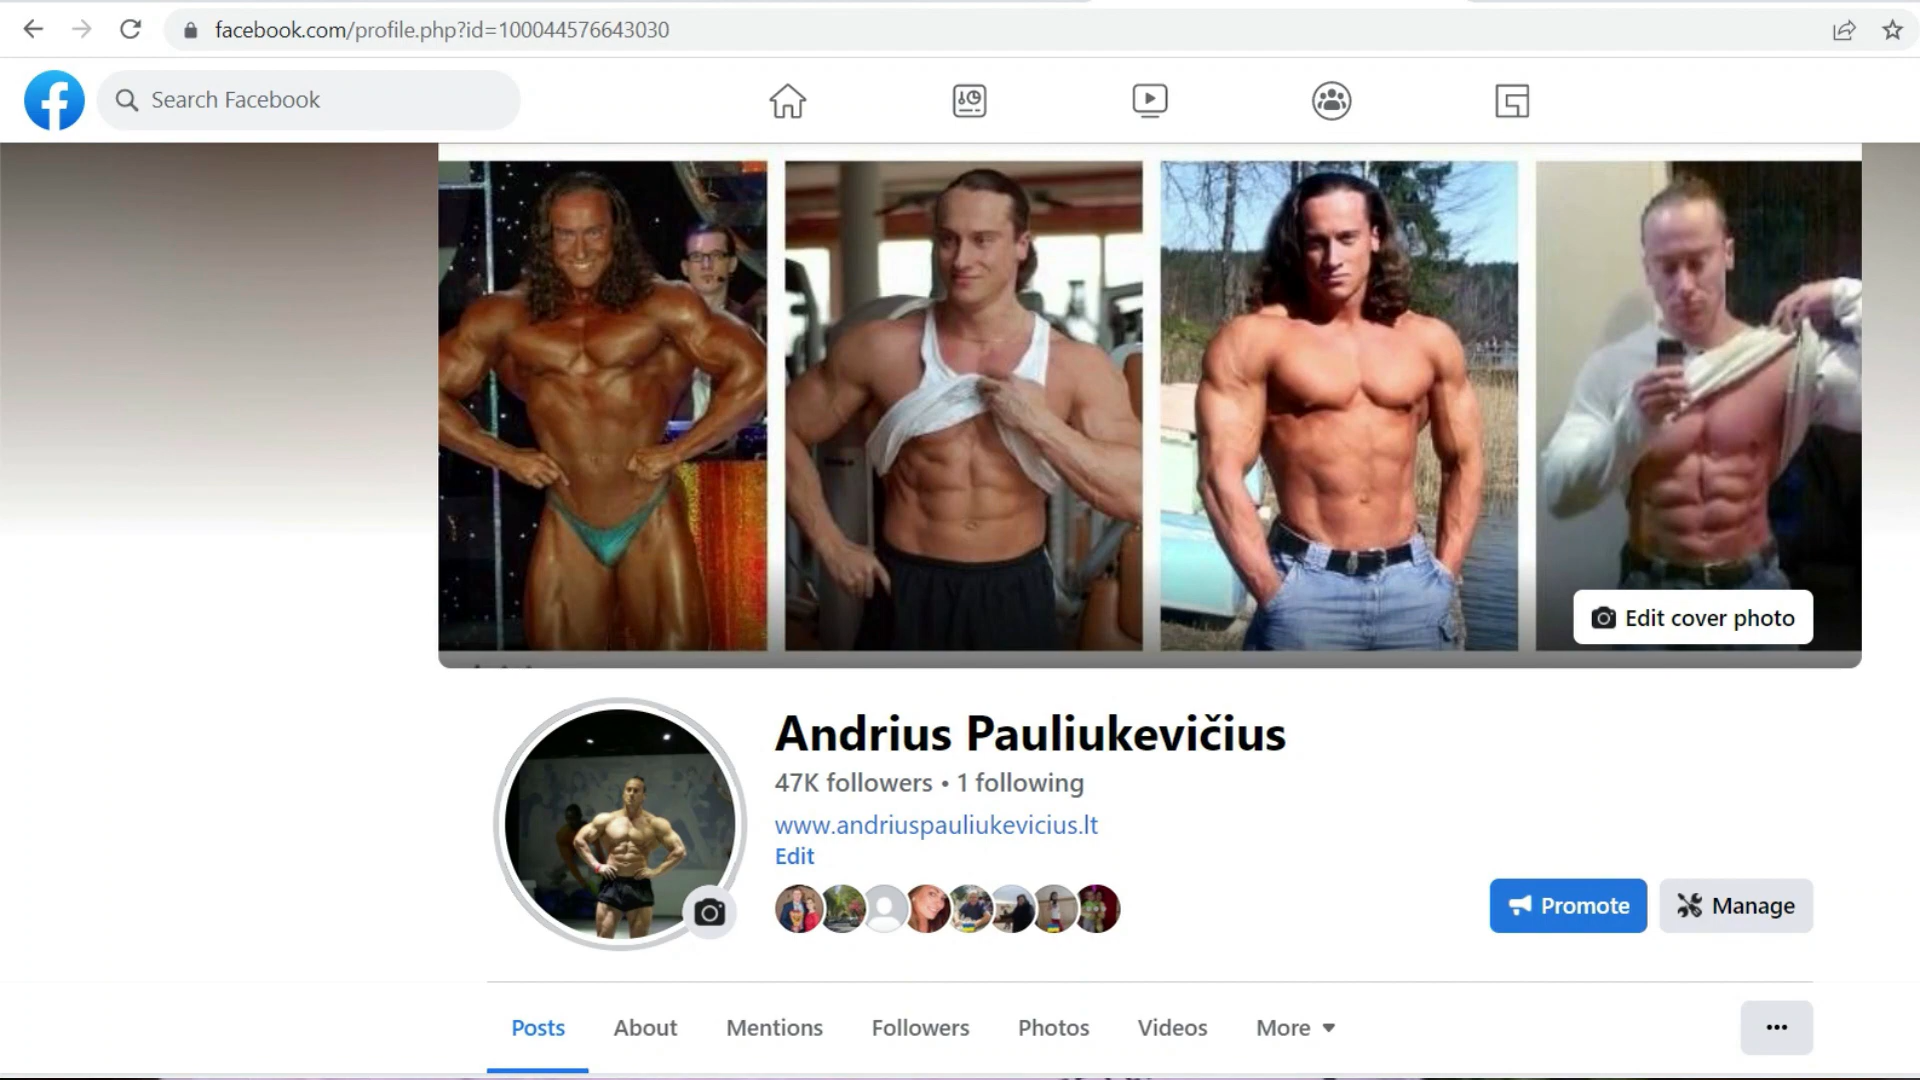 facebook.com/profile.php?id=100044576643030
Search Facebook
Edit cover photo
Andrius Pauliukevičius
47K followers • 1 following
www.andriuspauliukevicius.lt
Edit
Promote
Manage
Posts
About
Mentions
Followers
Photos
Videos
More